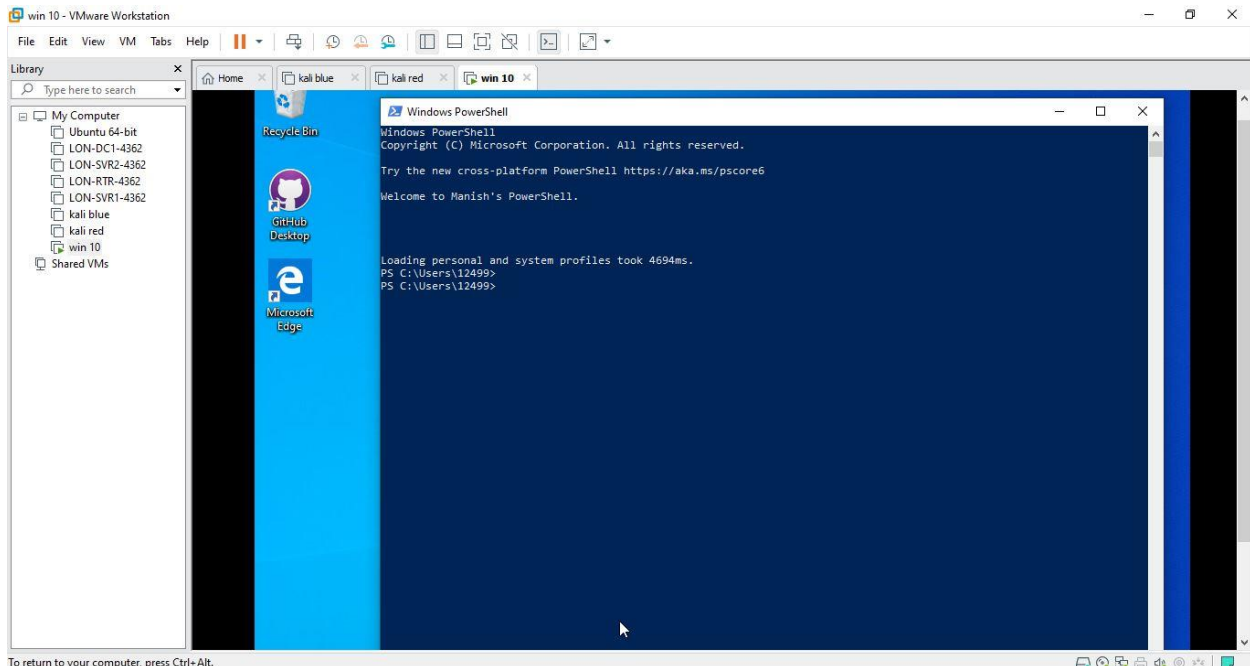 win 10 - VMware Workstation
File Edit View VM Tabs Help
Library
Type here to search
My Computer
Ubuntu 64-bit
LON-DC1-4362
LON-SVR2-4362
LON-RTR-4362
LON-SVR1-4362
kali blue
kali red
win 10
Shared VMs
Home kali blue kali red win 10
Recycle Bin
GitHub
Desktop
Microsoft
Edge
Windows PowerShell
Windows PowerShell
Copyright (C) Microsoft Corporation. All rights reserved.
Try the new cross-platform PowerShell https://aka.ms/pscore6
Welcome to Manish's PowerShell.
Loading personal and system profiles took 4694ms.
PS C:\Users\12499>
PS C:\Users\12499>
To return to your computer, press Ctrl+Alt.